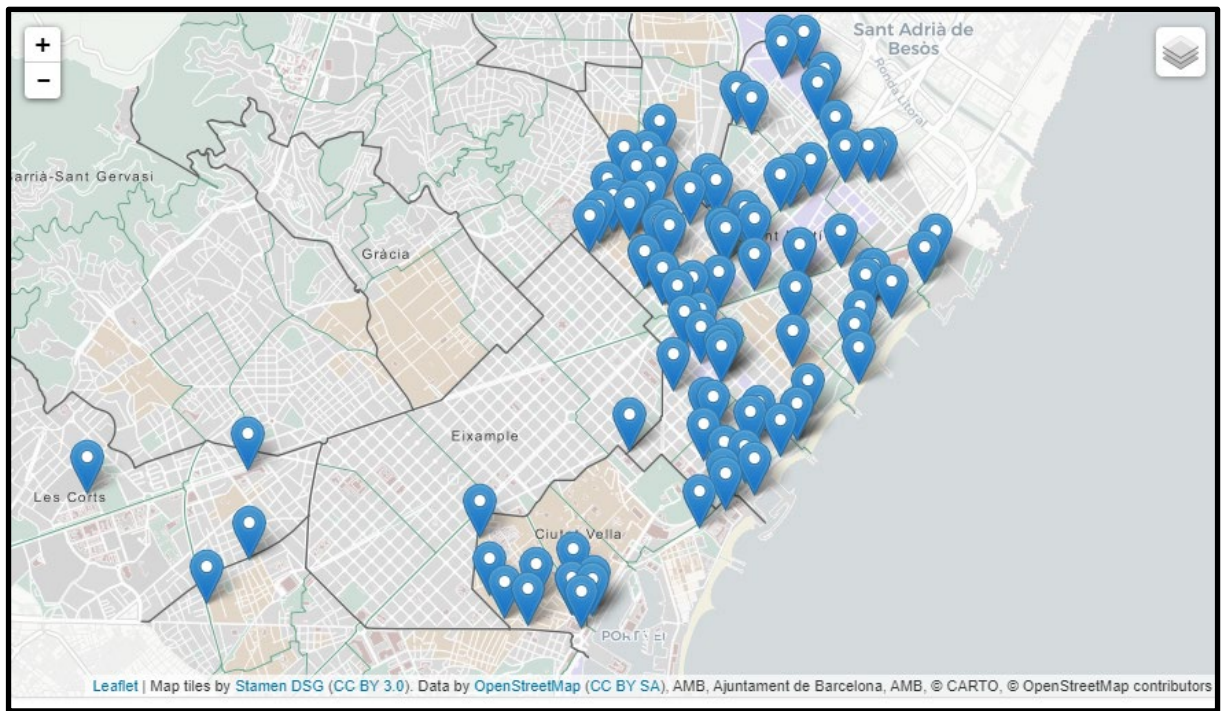 +
−
Sant Adrià de
Besòs
Ronda Litoral
arrià-Sant Gervasi
Gràcia
Eixample
Les Corts
Ciutat Vella
Leaflet | Map tiles by Stamen DSG (CC BY 3.0). Data by OpenStreetMap (CC BY SA), AMB, Ajuntament de Barcelona, AMB, © CARTO, © OpenStreetMap contributors